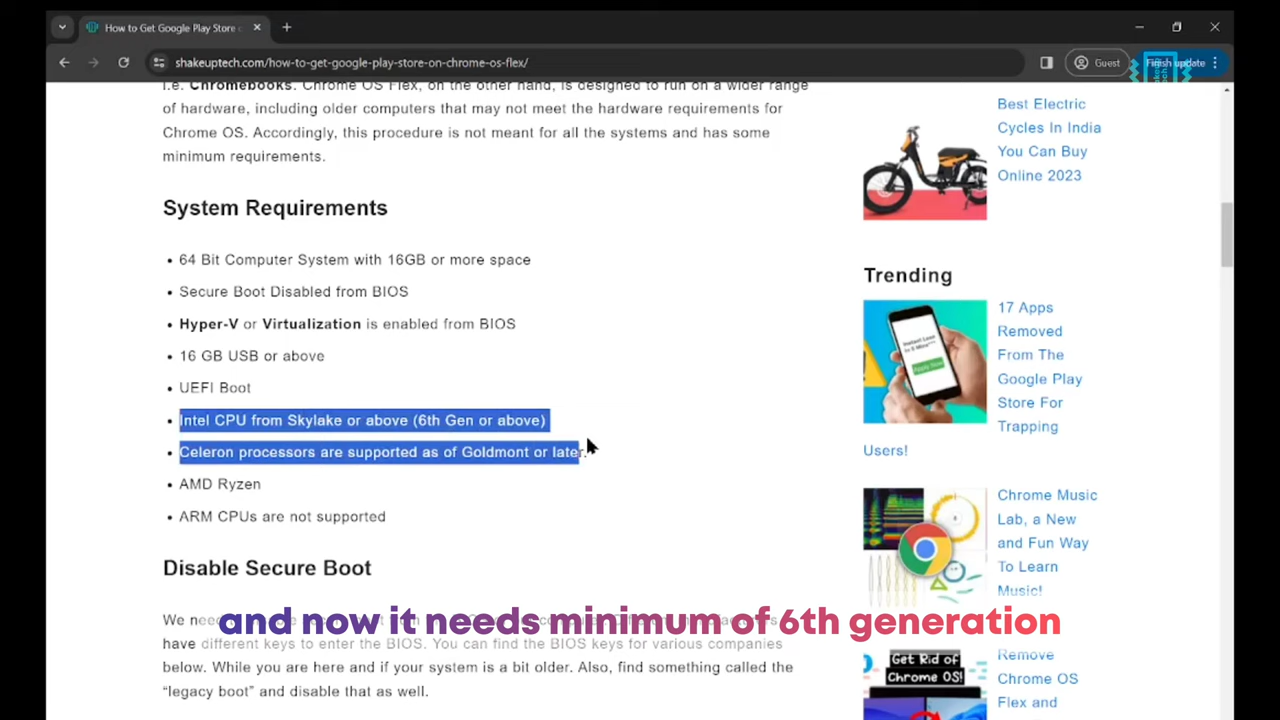 How to Get Google Play Store
shakeuptech.com/how-to-get-google-play-store-on-chrome-os-flex/
Guest
Finish update
i.e. Chromebooks. Chrome OS Flex, on the other hand, is designed to run on a wider range
of hardware, including older computers that may not meet the hardware requirements for
Chrome OS. Accordingly, this procedure is not meant for all the systems and has some
minimum requirements.
System Requirements
• 64 Bit Computer System with 16GB or more space
• Secure Boot Disabled from BIOS
• Hyper-V or Virtualization is enabled from BIOS
• 16 GB USB or above
• UEFI Boot
• Intel CPU from Skylake or above (6th Gen or above)
• Celeron processors are supported as of Goldmont or later.
• AMD Ryzen
• ARM CPUs are not supported
Disable Secure Boot
We
and now it needs minimum of 6th generation
have different keys to enter the BIOS. You can find the BIOS keys for various companies
below. While you are here and if your system is a bit older. Also, find something called the
“legacy boot” and disable that as well.
Best Electric
Cycles In India
You Can Buy
Online 2023
Trending
Instant Loan
Apply Now
17 Apps
Removed
From The
Google Play
Store For
Trapping
Users!
Chrome Music
Lab, a New
and Fun Way
To Learn
Music!
Get Rid of
Chrome OS!
Remove
Chrome OS
Flex and